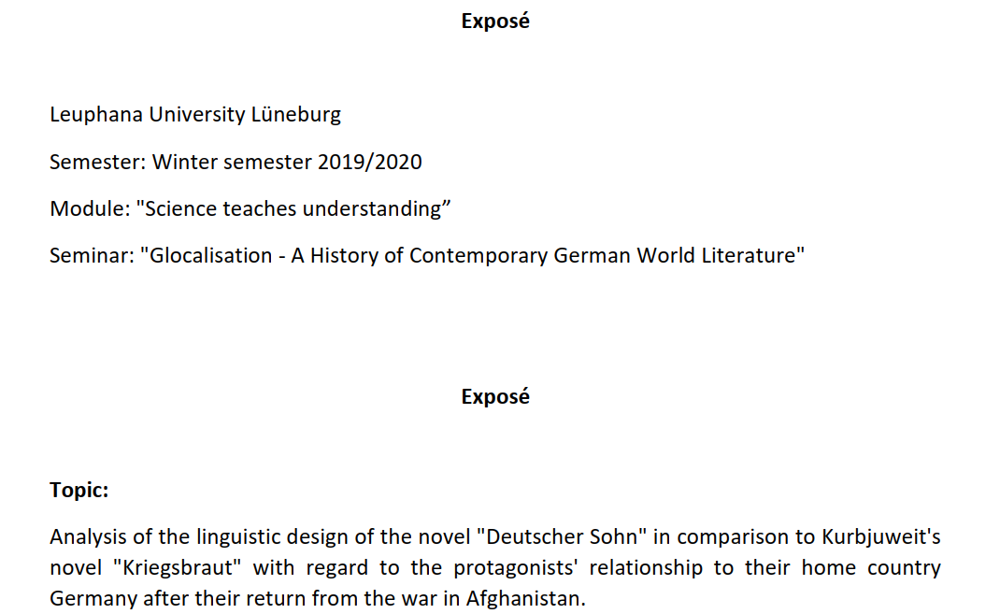 Exposé
Leuphana University Lüneburg
Semester: Winter semester 2019/2020
Module: "Science teaches understanding”
Seminar: "Glocalisation - A History of Contemporary German World Literature"
Exposé
Topic:
Analysis of the linguistic design of the novel "Deutscher Sohn" in comparison to Kurbjuweit's
novel "Kriegsbraut" with regard to the protagonists' relationship to their home country
Germany after their return from the war in Afghanistan.